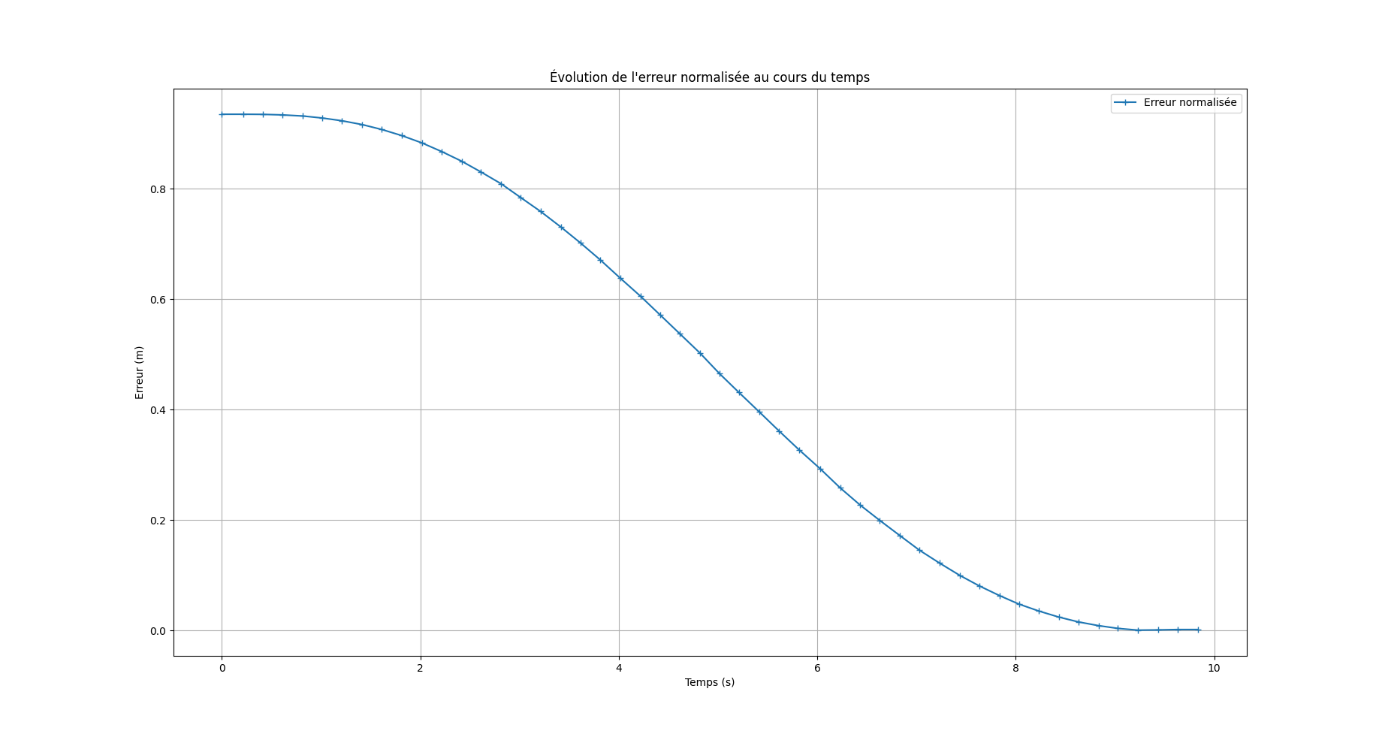 Évolution de l'erreur normalisée au cours du temps
Erreur normalisée
Erreur (m)
0.8
0.6
0.4
0.2
0.0
0 2 4 6 8 10
Temps (s)